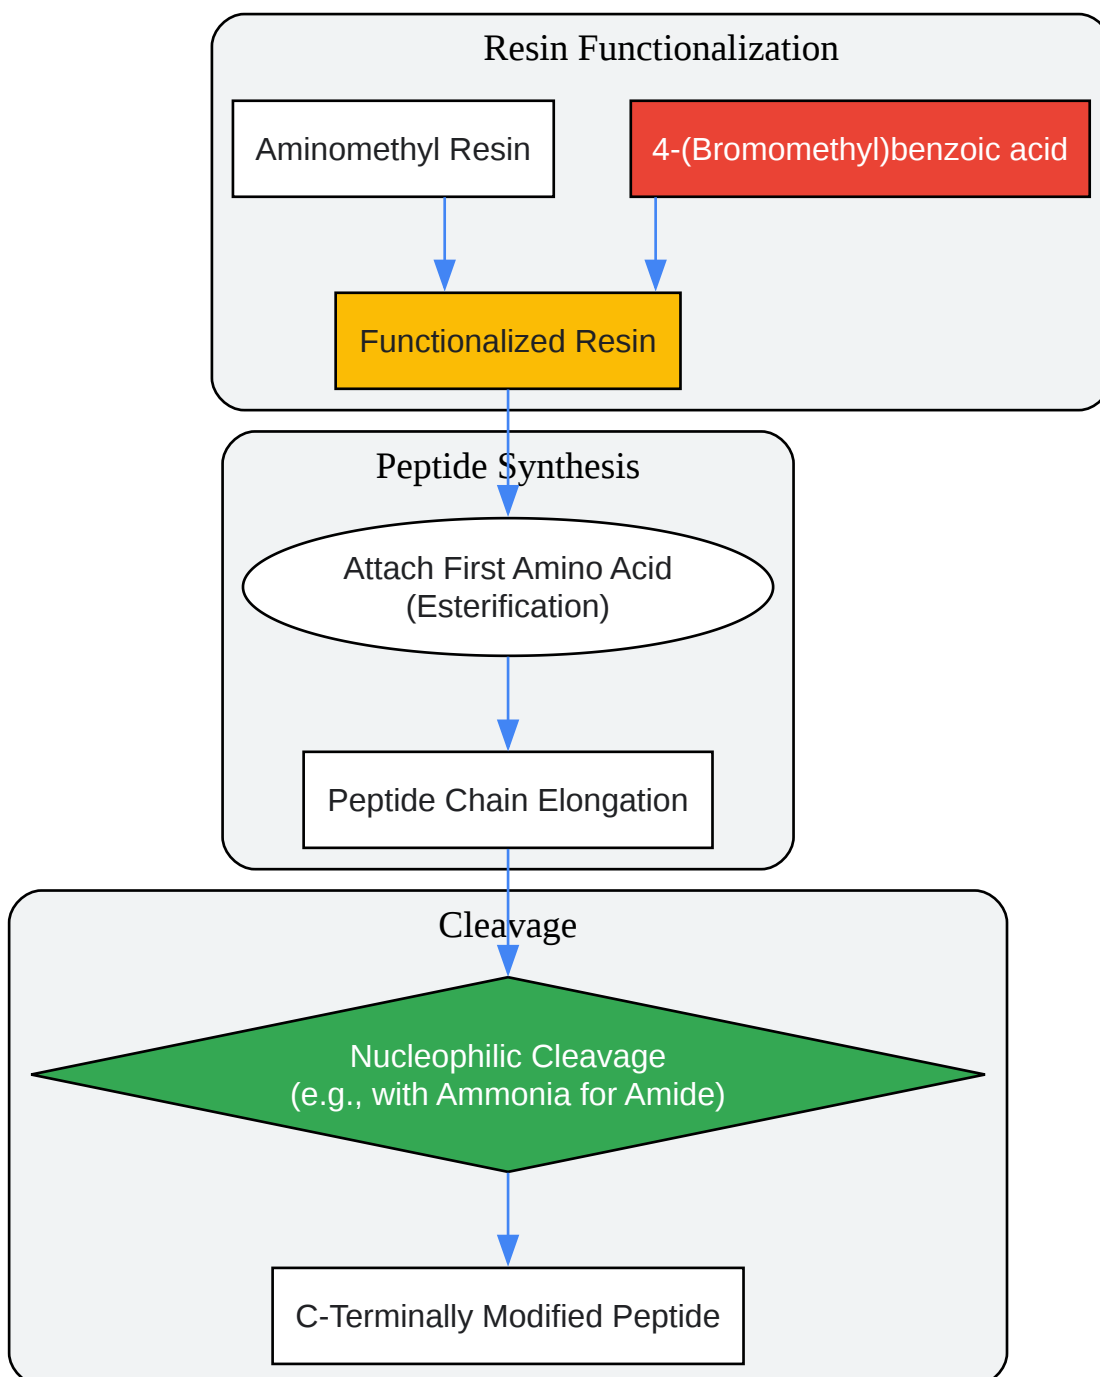 Resin Functionalization
Aminomethyl Resin
4-(Bromomethyl)benzoic acid
Functionalized Resin
Peptide Synthesis
Attach First Amino Acid
(Esterification)
Peptide Chain Elongation
Cleavage
Nucleophilic Cleavage
(e.g., with Ammonia for Amide)
C-Terminally Modified Peptide